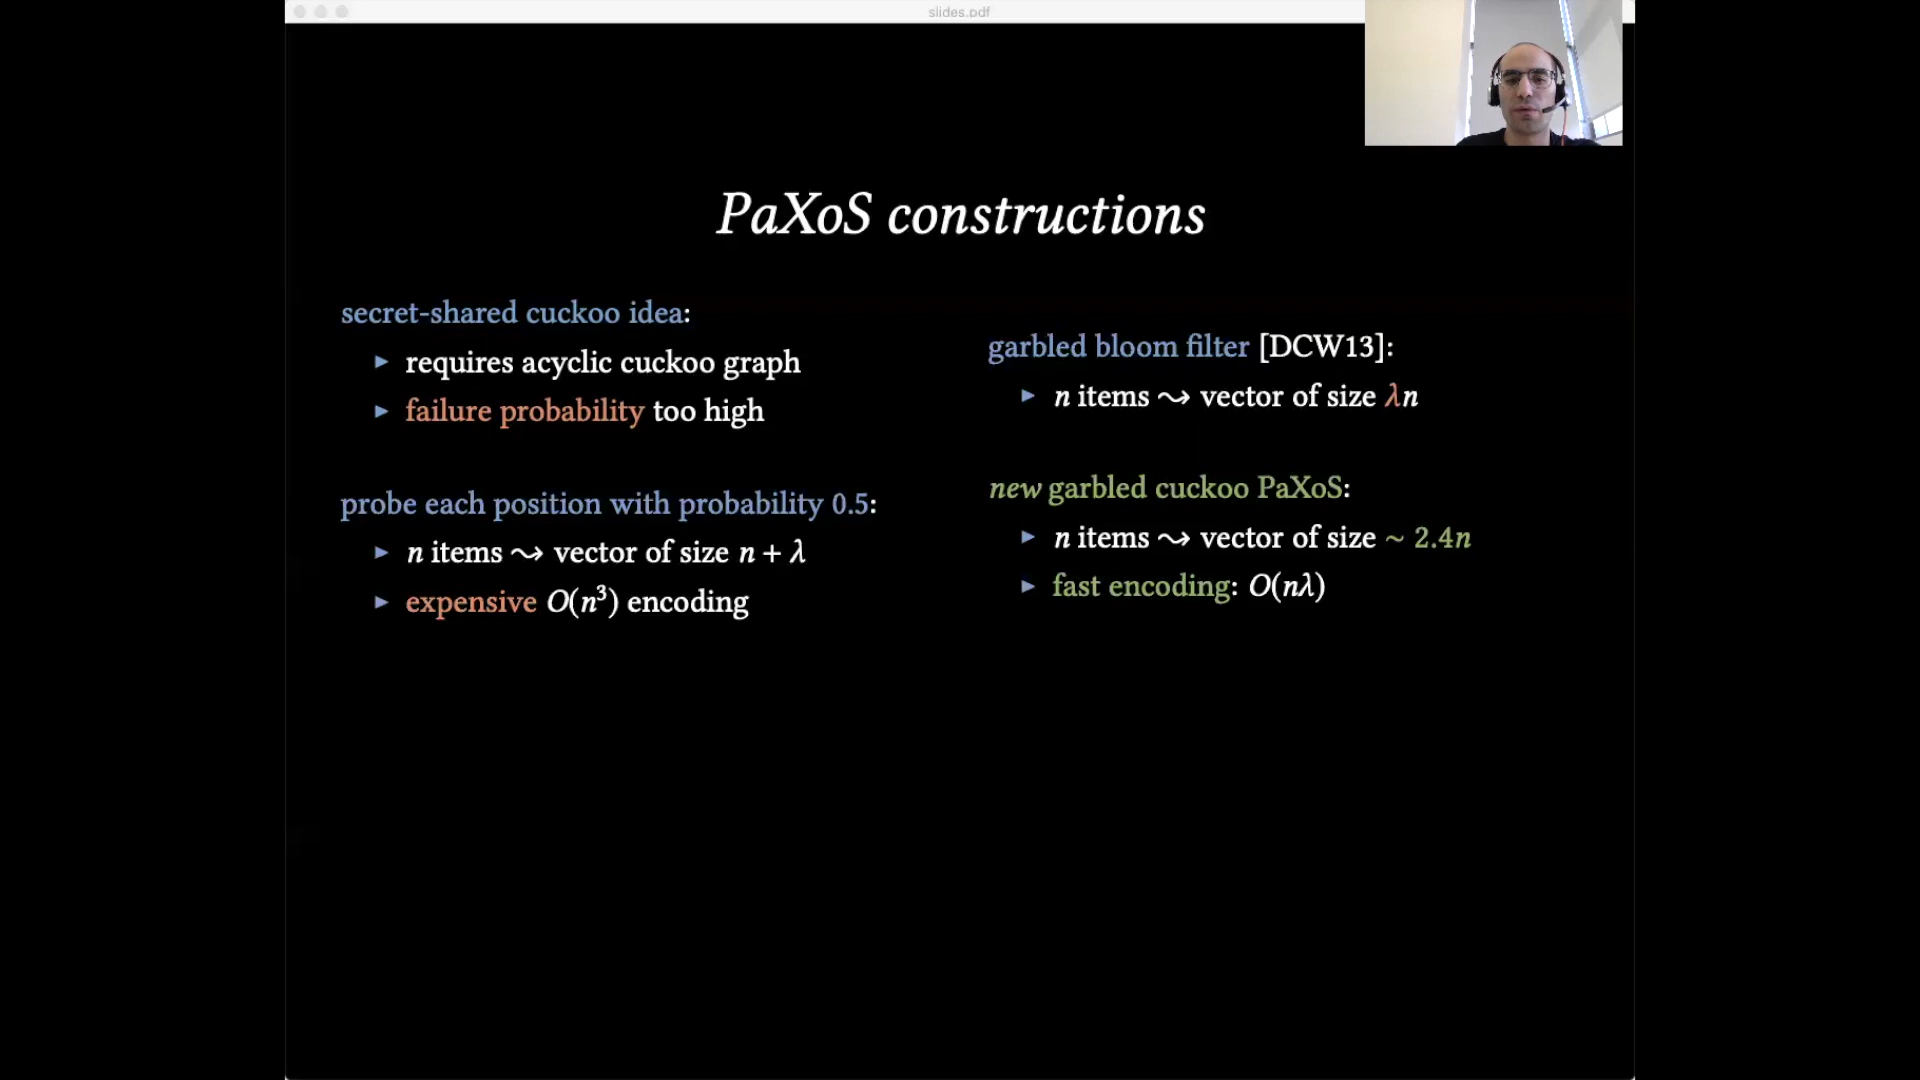 slides.pdf
PaXoS constructions
secret-shared cuckoo idea:
▶ requires acyclic cuckoo graph
▶ failure probability too high
probe each position with probability 0.5:
▶ n items ⤳ vector of size n + λ
▶ expensive O(n³) encoding
garbled bloom filter [DCW13]:
▶ n items ⤳ vector of size λn
new garbled cuckoo PaXoS:
▶ n items ⤳ vector of size ~ 2.4n
▶ fast encoding: O(nλ)